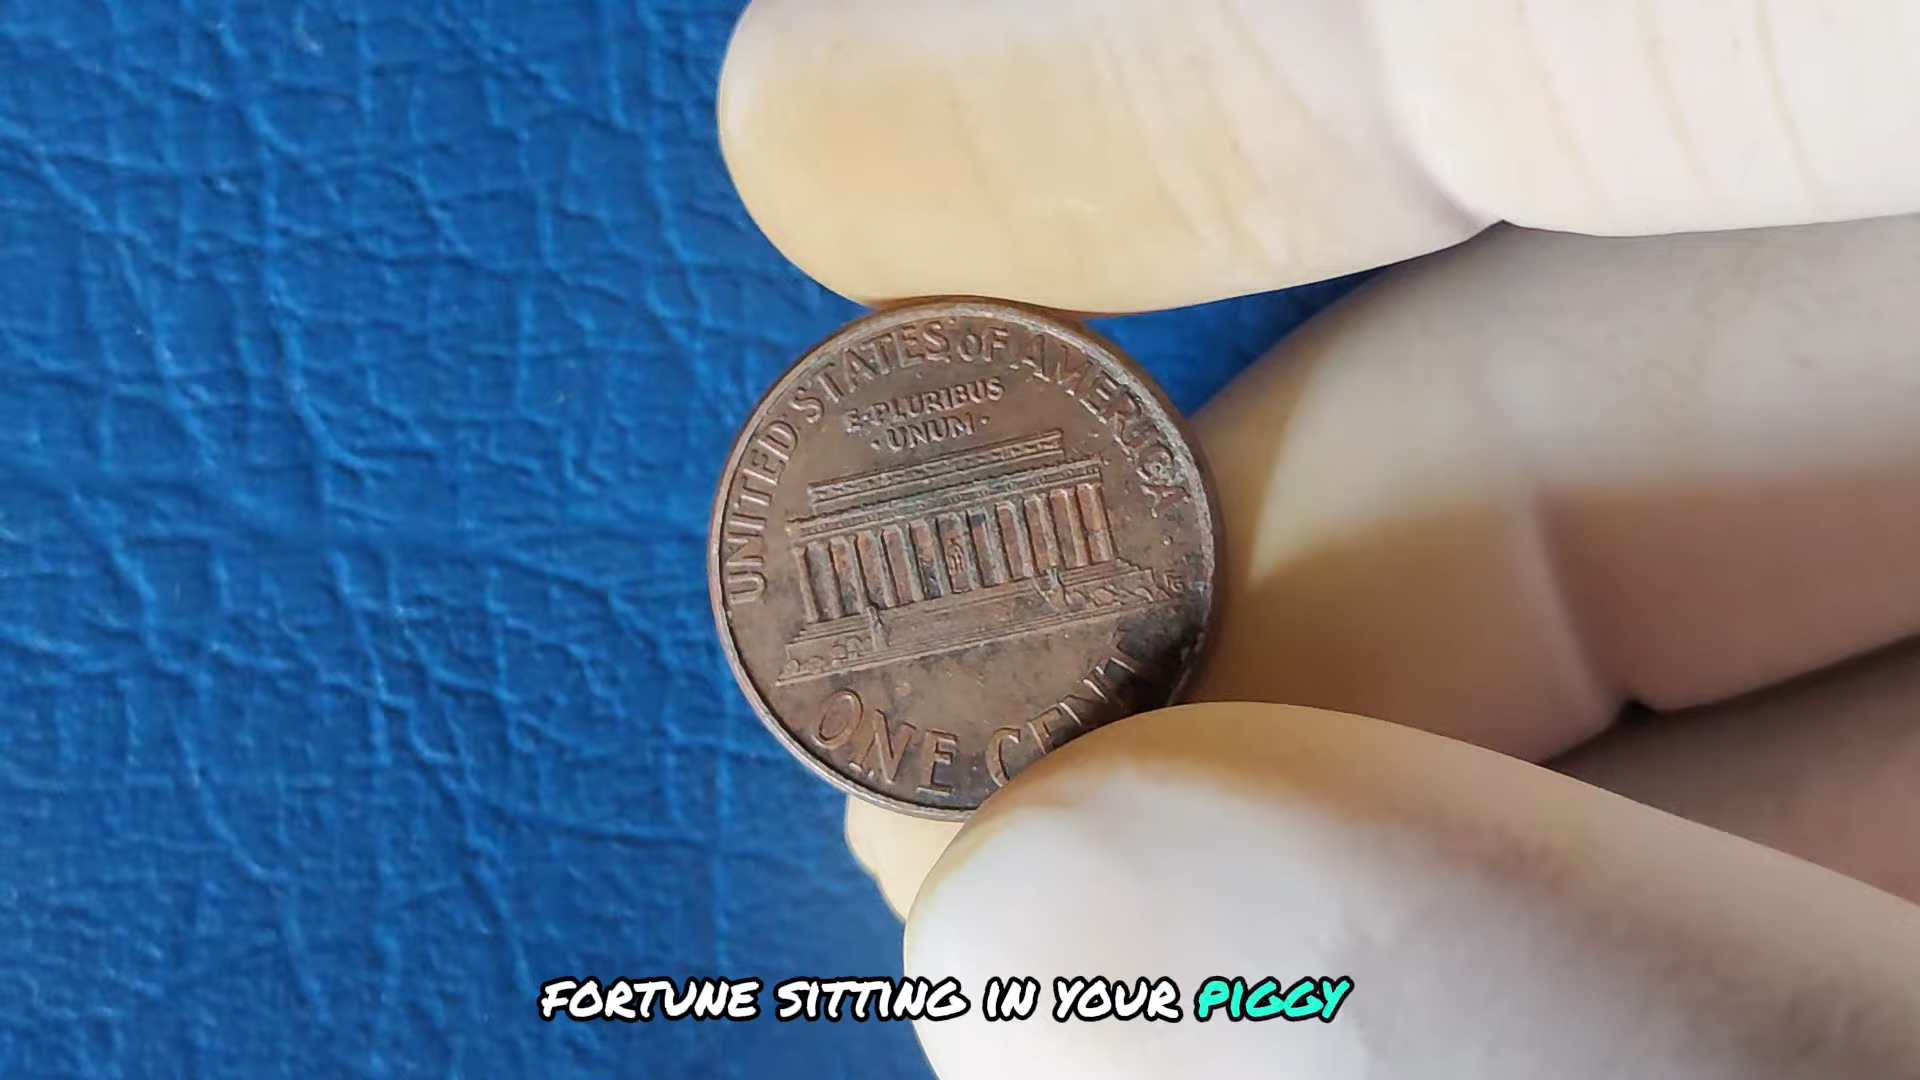 UNITED STATES OF AMERICA
E·PLURIBUS
·UNUM·
ONE CENT
FORTUNE SITTING IN YOUR PIGGY